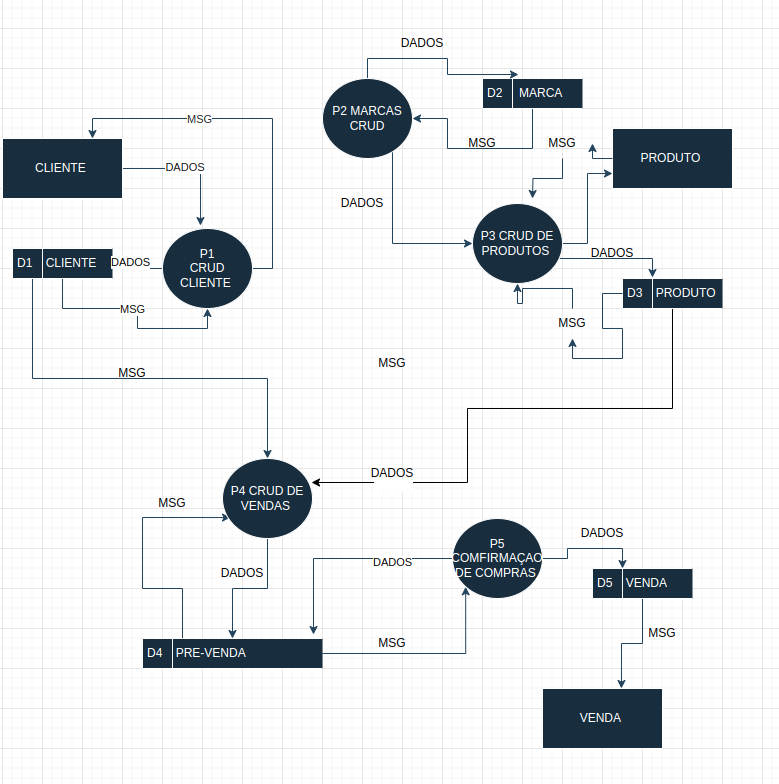 DADOS
D2
MARCA
P2 MARCAS
CRUD
MSG
MSG
MSG
CLIENTE
DADOS
PRODUTO
DADOS
P3 CRUD DE
PRODUTOS
P1
CRUD
CLIENTE
D1
CLIENTE
DADOS
DADOS
D3
PRODUTO
MSG
MSG
MSG
MSG
DADOS
P4 CRUD DE
VENDAS
MSG
DADOS
DADOS
P5
COMFIRMAÇAO
DE COMPRAS
DADOS
D5
VENDA
MSG
MSG
D4
PRE-VENDA
VENDA